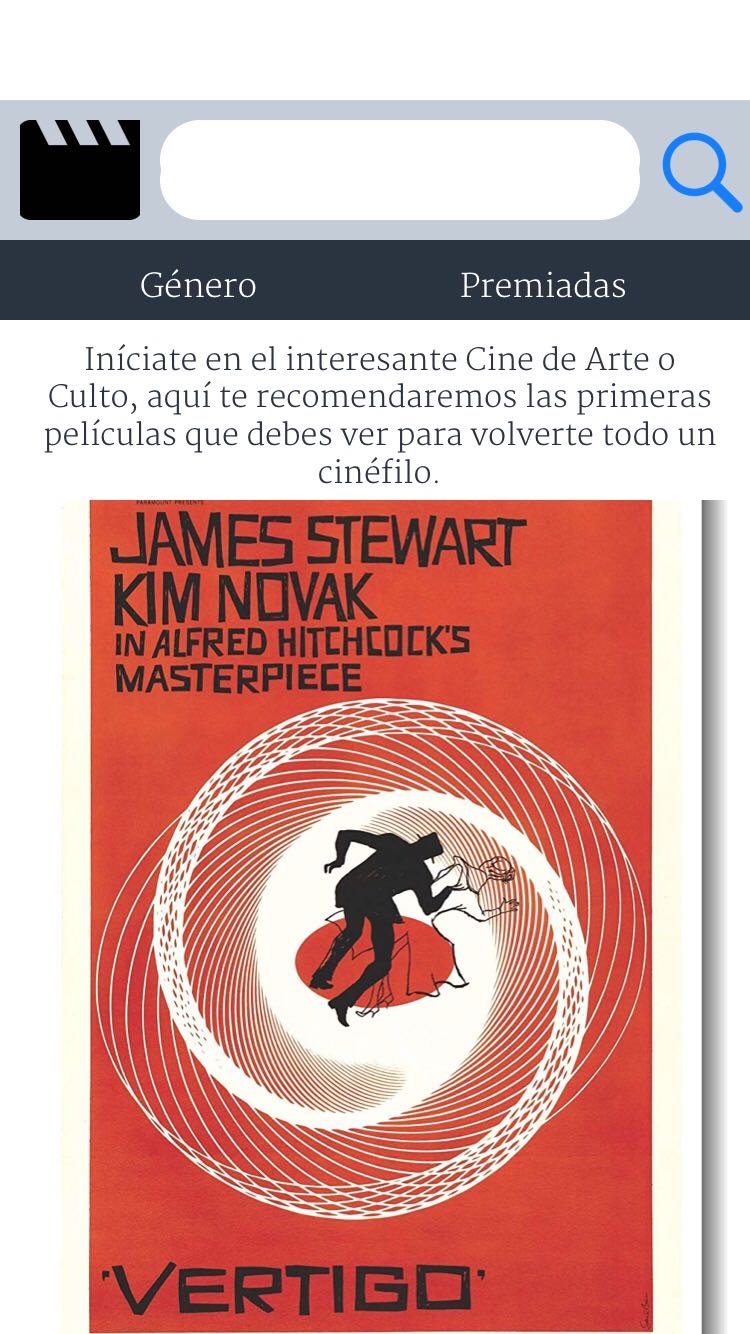 Género
Premiadas
Iníciate en el interesante Cine de Arte o
Culto, aquí te recomendaremos las primeras
películas que debes ver para volverte todo un
cinéfilo.
PARAMOUNT PRESENTS
JAMES STEWART
KIM NOVAK
IN ALFRED HITCHCOCK'S
MASTERPIECE
'VERTIGO'